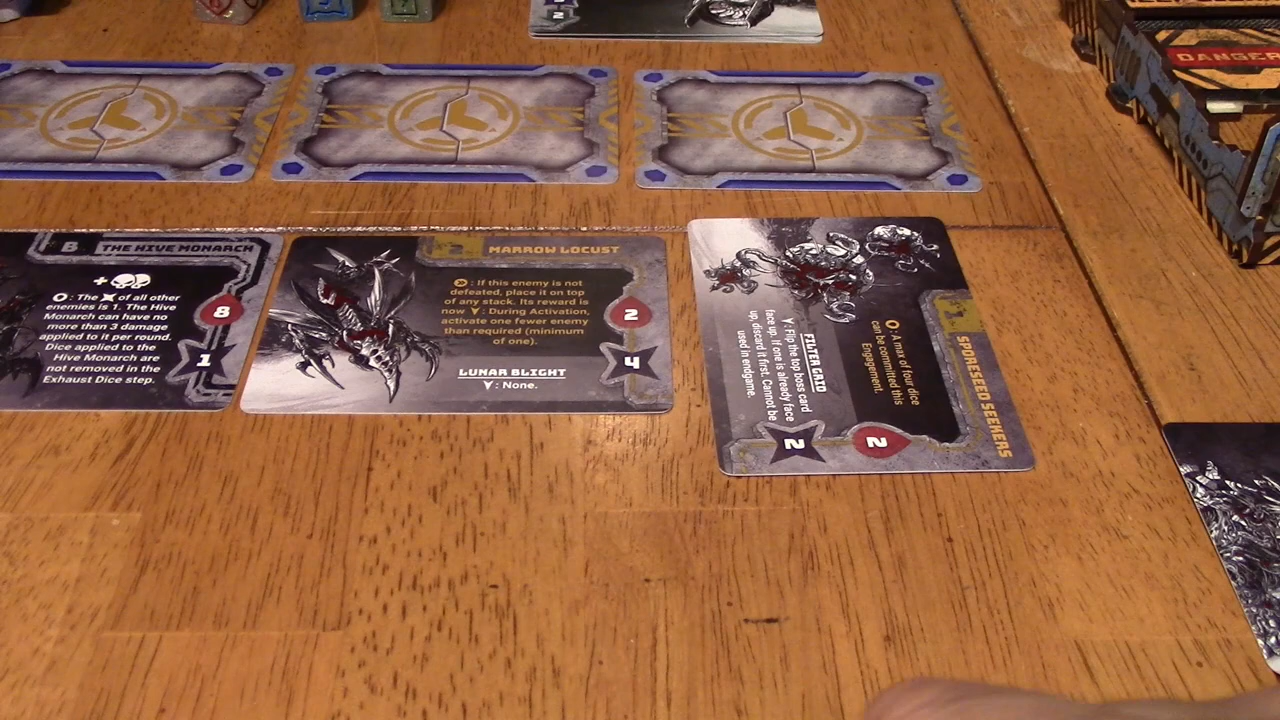 DANGER
2
B THE HIVE MONARCH
+
: The of all other
enemies is 1. The Hive
Monarch can have no
more than 3 damage
applied to it per round.
Dice applied to the
Hive Monarch are
not removed in the
Exhaust Dice step.
8
1
MARROW LOCUST
: If this enemy is not
defeated, place it on top
of any stack. Its reward is
now : During Activation,
activate one fewer enemy
than required (minimum
of one).
LUNAR BLIGHT
: None.
2
4
SPORESEED SEEKERS
: A max of four dice
can be committed this
Engagement.
FILTER GRID
: Flip the top boss card
face up. If one is already face
up, discard it first. Cannot be
used in endgame.
2
2